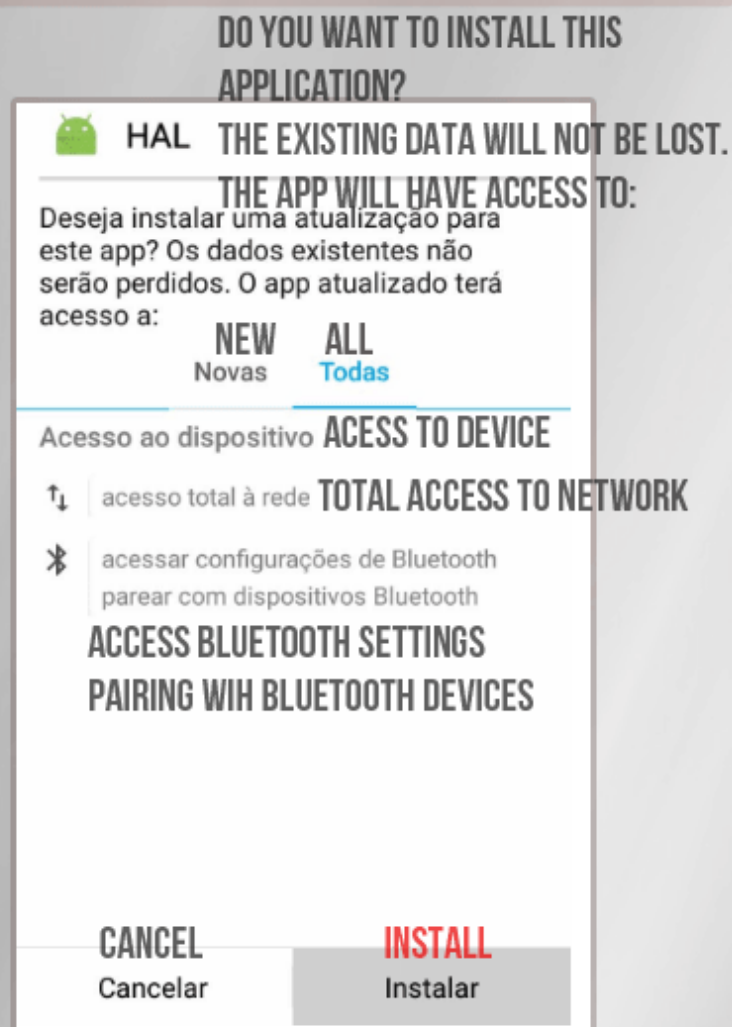 DO YOU WANT TO INSTALL THIS
APPLICATION?
HAL
THE EXISTING DATA WILL NOT BE LOST.
THE APP WILL HAVE ACCESS TO:
Deseja instalar uma atualização para
este app? Os dados existentes não
serão perdidos. O app atualizado terá
acesso a:
NEW ALL
Novas Todas
Acesso ao dispositivo ACESS TO DEVICE
acesso total à rede TOTAL ACCESS TO NETWORK
acessar configurações de Bluetooth
parear com dispositivos Bluetooth
ACCESS BLUETOOTH SETTINGS
PAIRING WIH BLUETOOTH DEVICES
CANCEL INSTALL
Cancelar Instalar